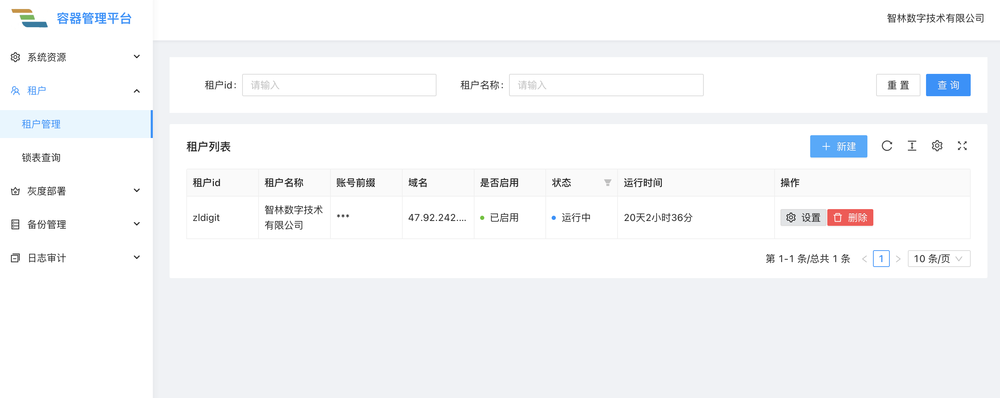 容器管理平台
智林数字技术有限公司
系统资源
租户
租户管理
锁表查询
灰度部署
备份管理
日志审计
租户id: 请输入 租户名称: 请输入 重置 查询
租户列表 新建
租户id 租户名称 账号前缀 域名 是否启用 状态 运行时间 操作
zldigit 智林数字技术 *** 47.92.242.... 已启用 运行中 20天2小时36分 设置 删除
有限公司
第 1-1 条/总共 1 条 < 1 > 10 条/页